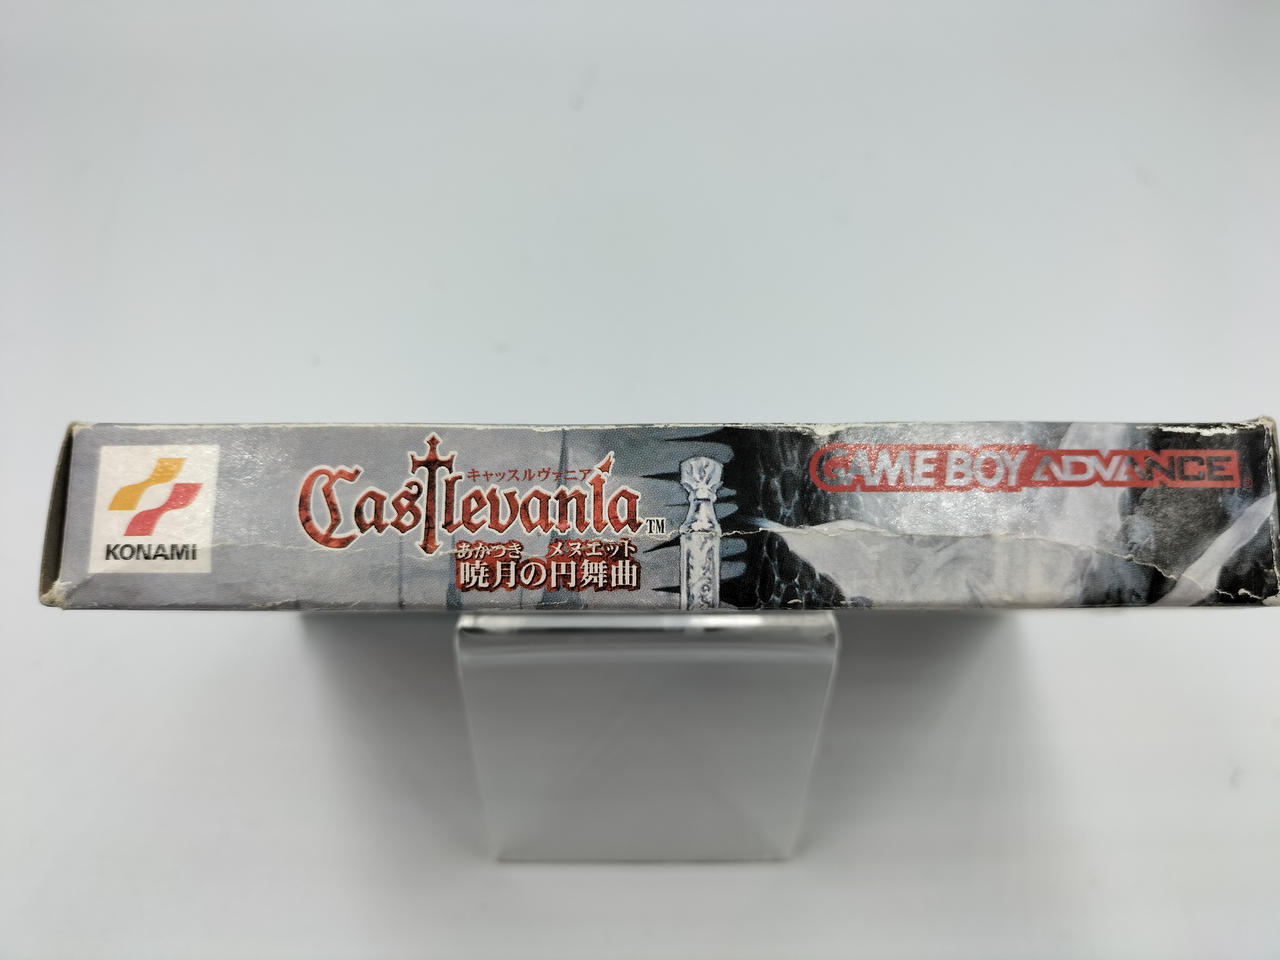 KONAMI
キャッスルヴァニア
Castlevania™
あかつき メヌエット
暁月の円舞曲
GAME BOY ADVANCE